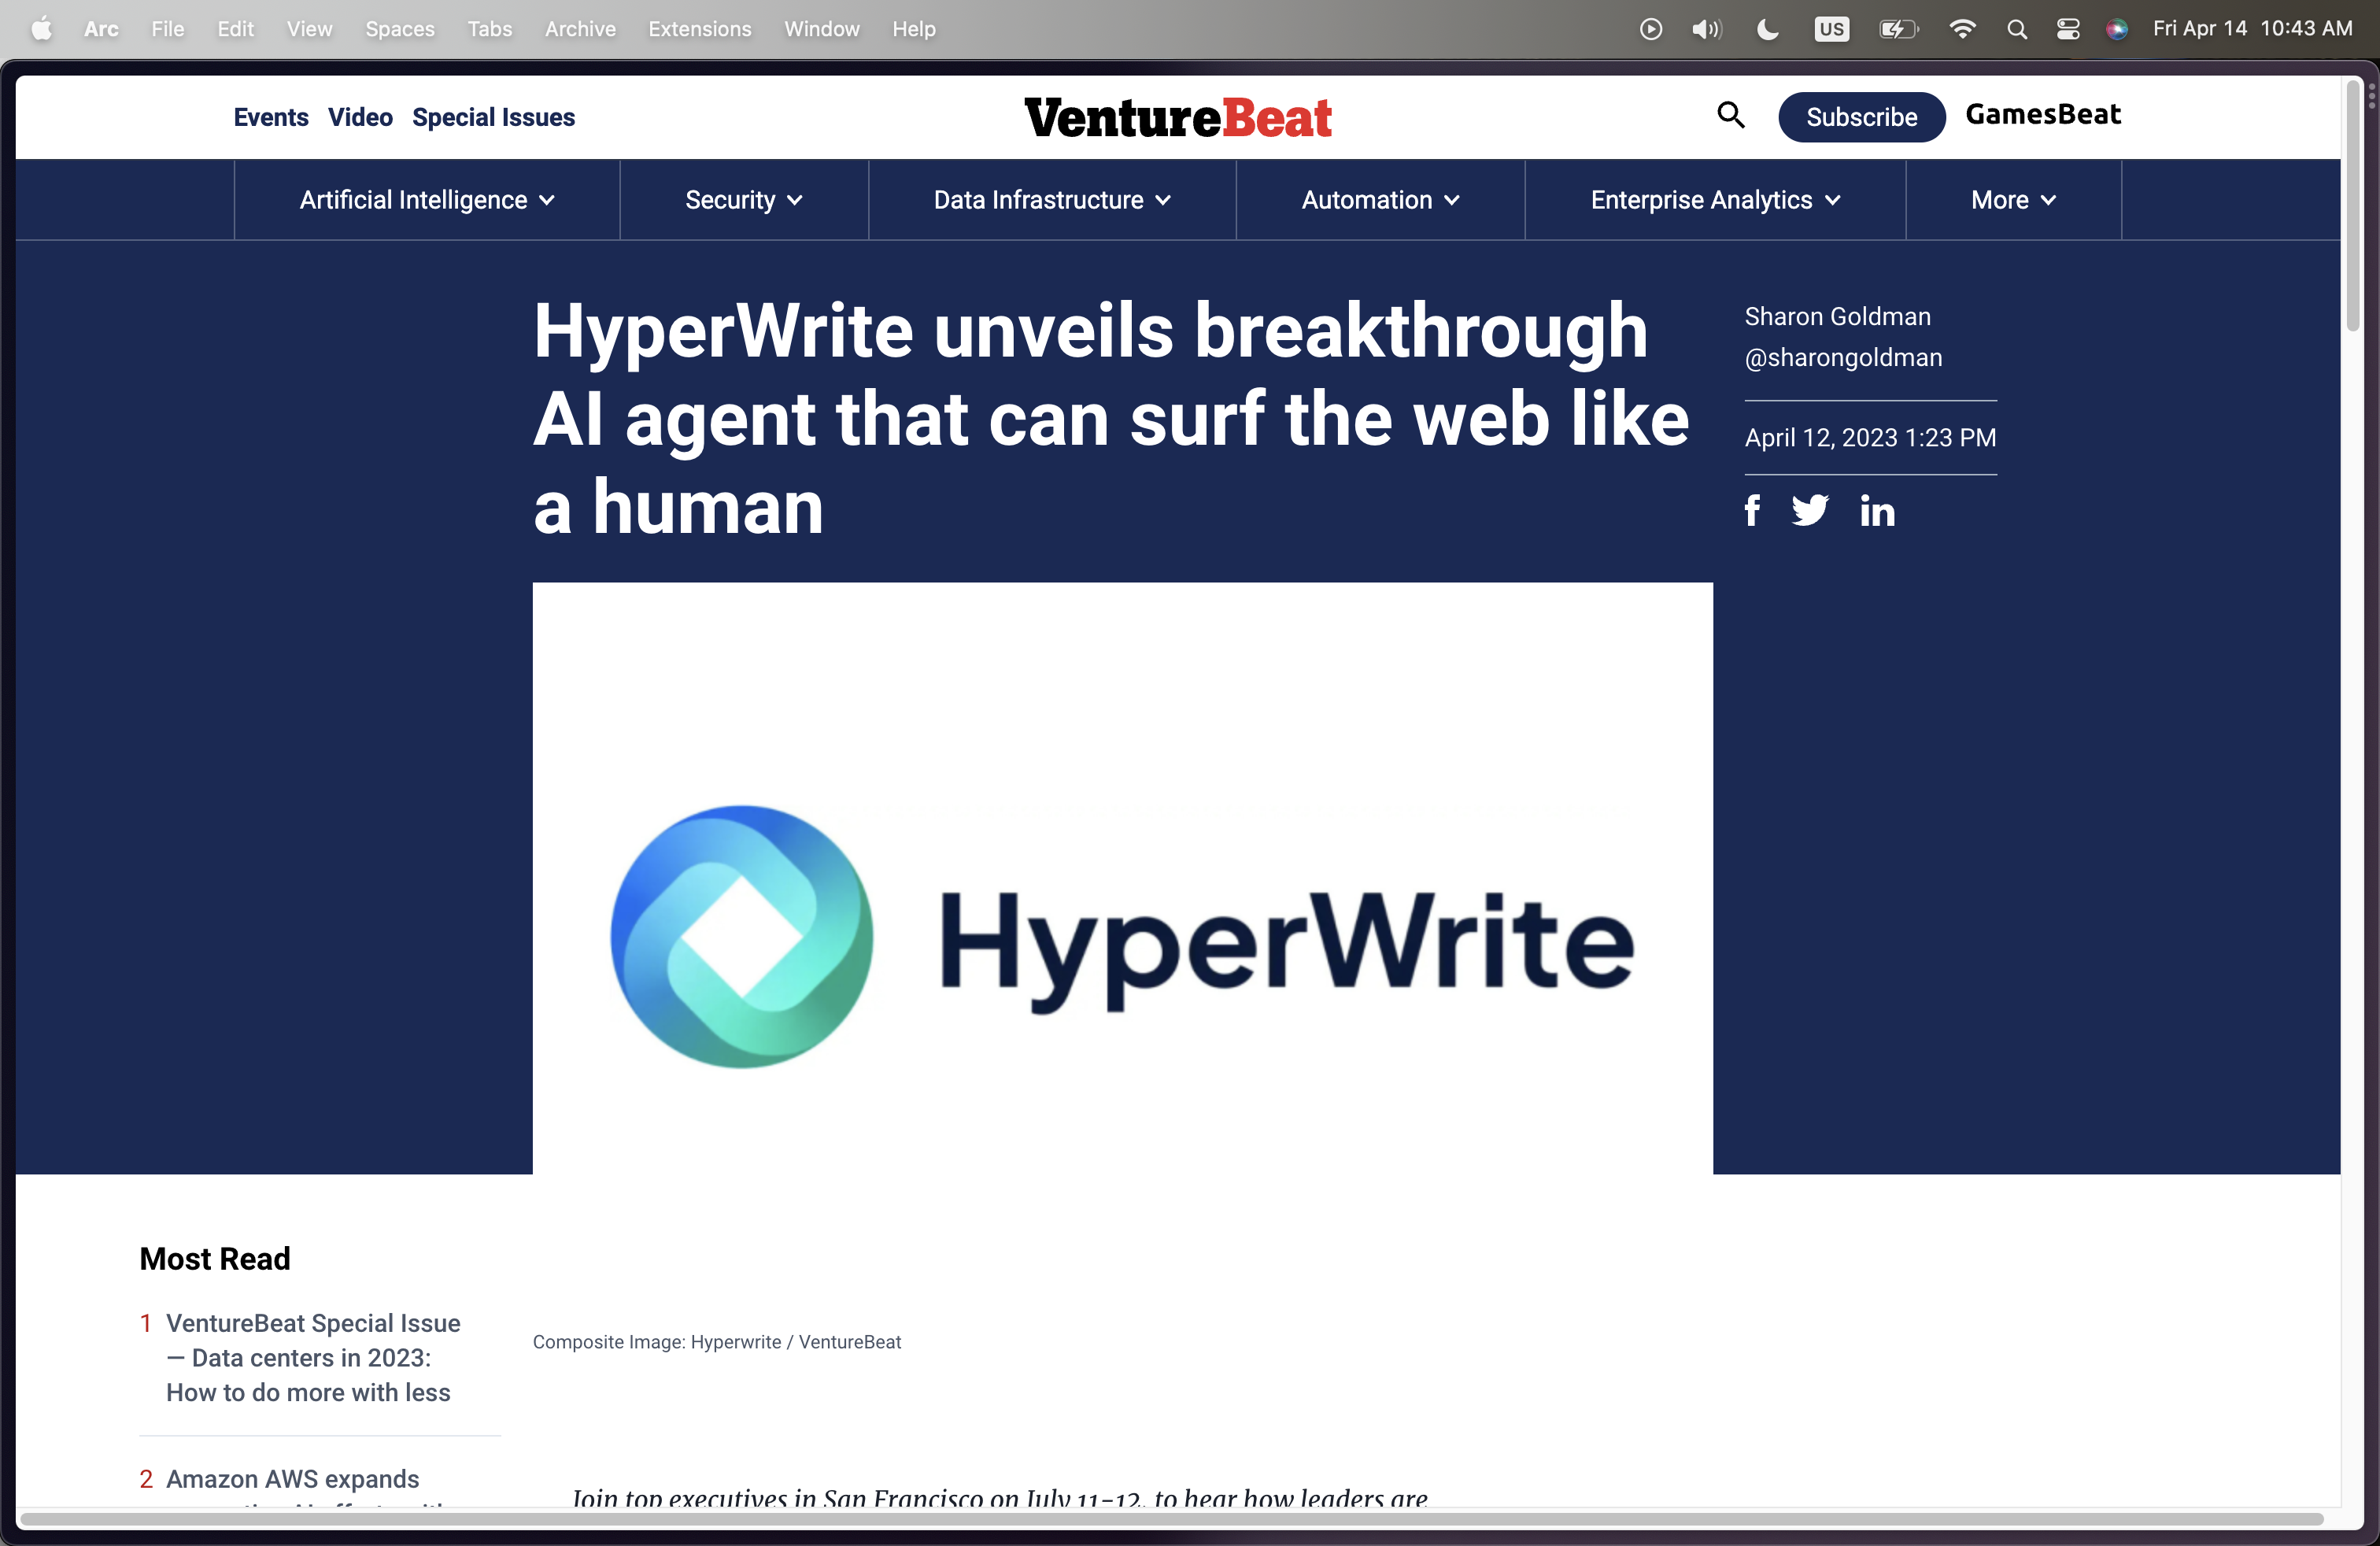 Arc File Edit View Spaces Tabs Archive Extensions Window Help US Fri Apr 14 10:43 AM
Events Video Special Issues VentureBeat Subscribe GamesBeat
Artificial Intelligence Security Data Infrastructure Automation Enterprise Analytics More
HyperWrite unveils breakthrough
AI agent that can surf the web like
a human
Sharon Goldman
@sharongoldman
April 12, 2023 1:23 PM
HyperWrite
Composite Image: Hyperwrite / VentureBeat
Most Read
1 VentureBeat Special Issue
— Data centers in 2023:
How to do more with less
2 Amazon AWS expands
Join top executives in San Francisco on July 11-12, to hear how leaders are